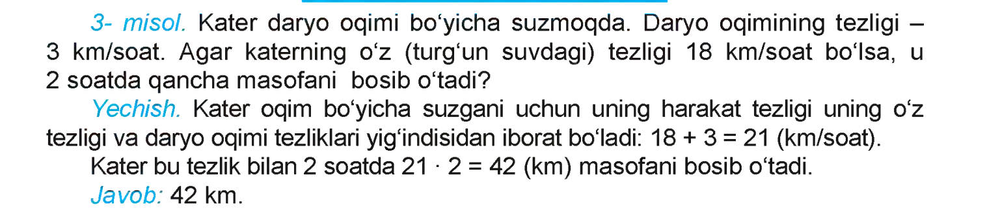 3- misol. Kater daryo oqimi bo‘yicha suzmoqda. Daryo oqimining tezligi –
3 km/soat. Agar katerning o‘z (turg‘un suvdagi) tezligi 18 km/soat bo‘lsa, u
2 soatda qancha masofani bosib o‘tadi?
Yechish. Kater oqim bo‘yicha suzgani uchun uning harakat tezligi uning o‘z
tezligi va daryo oqimi tezliklari yig‘indisidan iborat bo‘ladi: 18 + 3 = 21 (km/soat).
Kater bu tezlik bilan 2 soatda 21 · 2 = 42 (km) masofani bosib o‘tadi.
Javob: 42 km.